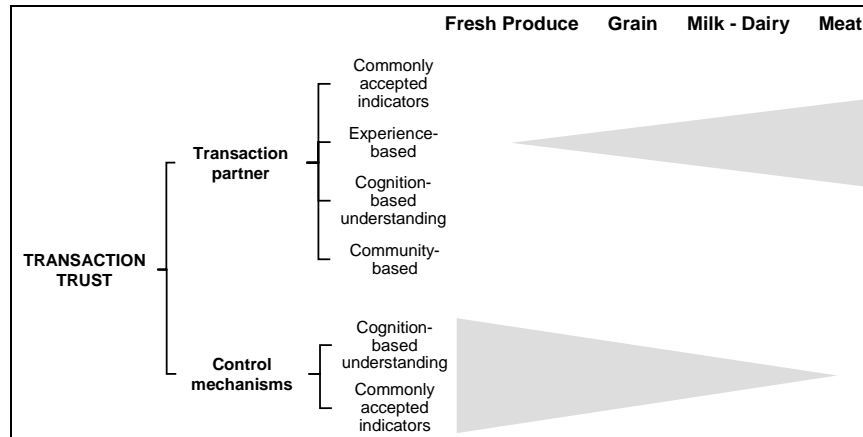 Fresh Produce Grain Milk - Dairy Meat
Commonly
accepted
indicators
Experience-
based
Transaction
partner
Cognition-
based
understanding
Community-
based
TRANSACTION
TRUST
Cognition-
based
understanding
Control
mechanisms
Commonly
accepted
indicators